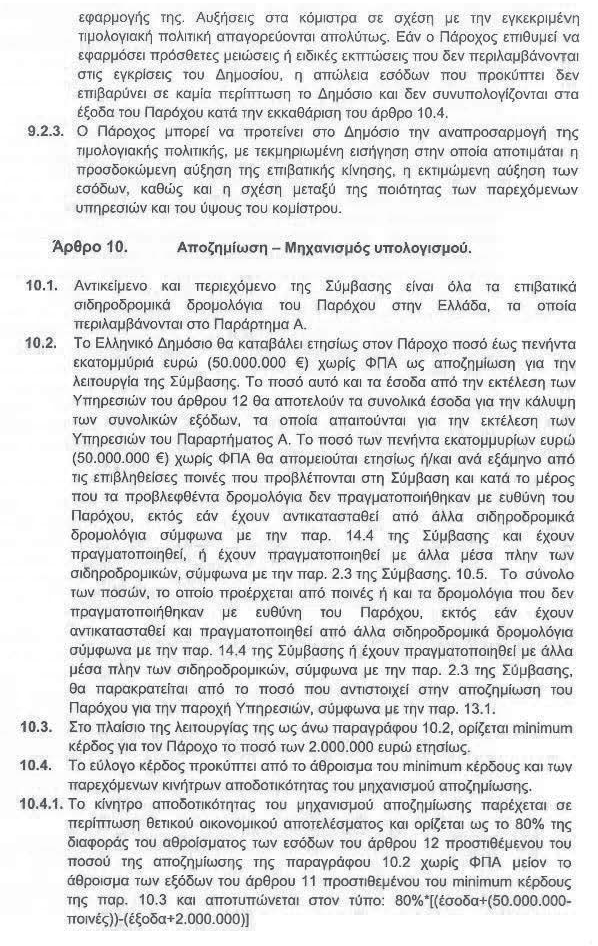 εφαρμογής της. Αυξήσεις στα κόμιστρα σε σχέση με την εγκεκριμένη
τιμολογιακή πολιτική απαγορεύονται απολύτως. Εάν ο Πάροχος επιθυμεί να
εφαρμόσει πρόσθετες μειώσεις ή ειδικές εκπτώσεις που δεν περιλαμβάνονται
στις εγκρίσεις του Δημοσίου, η απώλεια εσόδων που προκύπτει δεν
επιβαρύνει σε καμία περίπτωση το Δημόσιο και δεν συνυπολογίζονται στα
έξοδα του Παρόχου κατά την εκκαθάριση του άρθρου 10.4.
9.2.3. Ο Πάροχος μπορεί να προτείνει στο Δημόσιο την αναπροσαρμογή της
τιμολογιακής πολιτικής, με τεκμηριωμένη εισήγηση στην οποία αποτιμάται η
προσδοκώμενη αύξηση της επιβατικής κίνησης, η εκτιμώμενη αύξηση των
εσόδων, καθώς και η σχέση μεταξύ της ποιότητας των παρεχόμενων
υπηρεσιών και του ύψους του κομίστρου.
Άρθρο 10. Αποζημίωση – Μηχανισμός υπολογισμού.
10.1. Αντικείμενο και περιεχόμενο της Σύμβασης είναι όλα τα επιβατικά
σιδηροδρομικά δρομολόγια του Παρόχου στην Ελλάδα, τα οποία
περιλαμβάνονται στο Παράρτημα Α.
10.2. Το Ελληνικό Δημόσιο θα καταβάλει ετησίως στον Πάροχο ποσό έως πενήντα
εκατομμύριά ευρώ (50.000.000 €) χωρίς ΦΠΑ ως αποζημίωση για την
λειτουργία της Σύμβασης. Το ποσό αυτό και τα έσοδα από την εκτέλεση των
Υπηρεσιών του άρθρου 12 θα αποτελούν τα συνολικά έσοδα για την κάλυψη
των συνολικών εξόδων, τα οποία απαιτούνται για την εκτέλεση των
Υπηρεσιών του Παραρτήματος Α. Το ποσό των πενήντα εκατομμυρίων ευρώ
(50.000.000 €) χωρίς ΦΠΑ θα απομειούται ετησίως ή/και ανά εξάμηνο από
τις επιβληθείσες ποινές που προβλέπονται στη Σύμβαση και κατά το μέρος
που τα προβλεφθέντα δρομολόγια δεν πραγματοποιήθηκαν με ευθύνη του
Παρόχου, εκτός εάν έχουν αντικατασταθεί από άλλα σιδηροδρομικά
δρομολόγια σύμφωνα με την παρ. 14.4 της Σύμβασης και έχουν
πραγματοποιηθεί, ή έχουν πραγματοποιηθεί με άλλα μέσα πλην των
σιδηροδρομικών, σύμφωνα με την παρ. 2.3 της Σύμβασης. 10.5. Το σύνολο
των ποσών, το οποίο προέρχεται από ποινές ή και τα δρομολόγια που δεν
πραγματοποιήθηκαν με ευθύνη του Παρόχου, εκτός εάν έχουν
αντικατασταθεί και πραγματοποιηθεί από άλλα σιδηροδρομικά δρομολόγια
σύμφωνα με την παρ. 14.4 της Σύμβασης ή έχουν πραγματοποιηθεί με άλλα
μέσα πλην των σιδηροδρομικών, σύμφωνα με την παρ. 2.3 της Σύμβασης,
θα παρακρατείται από το ποσό που αντιστοιχεί στην αποζημίωση του
Παρόχου για την παροχή Υπηρεσιών, σύμφωνα με την παρ. 13.1.
10.3. Στο πλαίσιο της λειτουργίας της ως άνω παραγράφου 10.2, ορίζεται minimum
κέρδος για τον Πάροχο το ποσό των 2.000.000 ευρώ ετησίως.
10.4. Το εύλογο κέρδος προκύπτει από το άθροισμα του minimum κέρδους και των
παρεχόμενων κινήτρων αποδοτικότητας του μηχανισμού αποζημίωσης.
10.4.1. Το κίνητρο αποδοτικότητας του μηχανισμού αποζημίωσης παρέχεται σε
περίπτωση θετικού οικονομικού αποτελέσματος και ορίζεται ως το 80% της
διαφοράς του αθροίσματος των εσόδων του άρθρου 12 προστιθέμενου του
ποσού της αποζημίωσης της παραγράφου 10.2 χωρίς ΦΠΑ μείον το
άθροισμα των εξόδων του άρθρου 11 προστιθεμένου του minimum κέρδους
της παρ. 10.3 και αποτυπώνεται στον τύπο: 80%*[(έσοδα+(50.000.000-
ποινές))-(έξοδα+2.000.000)]